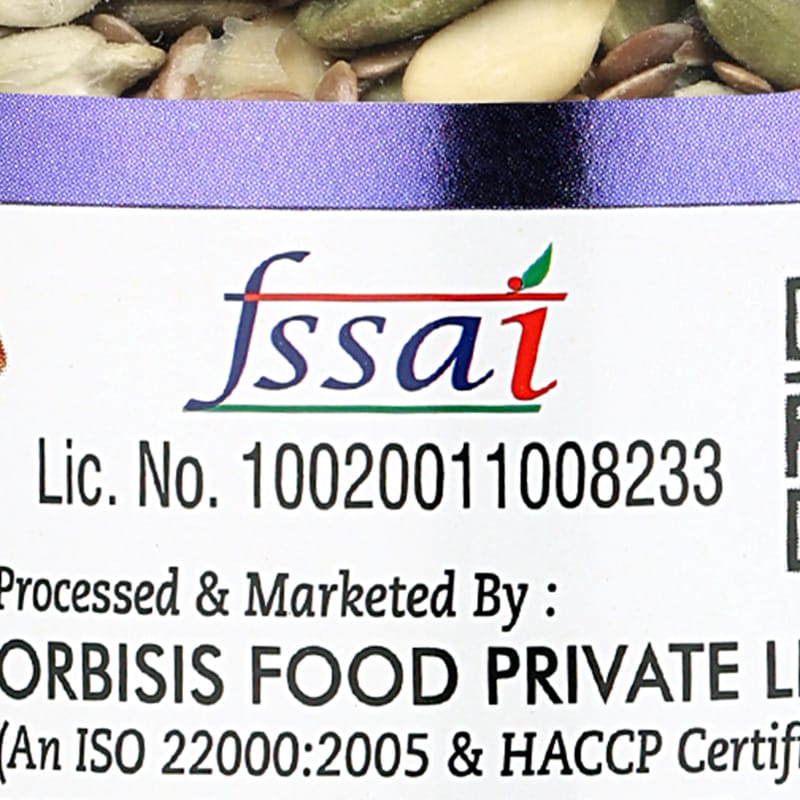 fssai
Lic. No. 10020011008233
Processed & Marketed By :
ORBISIS FOOD PRIVATE
(An ISO 22000:2005 & HACCP